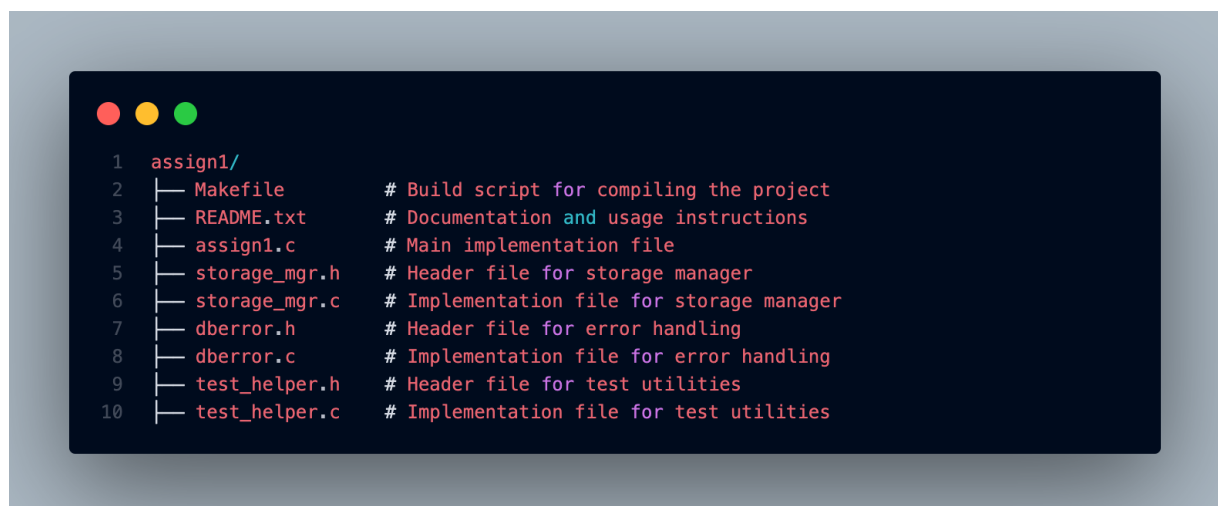 1 assign1/
2 ├── Makefile # Build script for compiling the project
3 ├── README.txt # Documentation and usage instructions
4 ├── assign1.c # Main implementation file
5 ├── storage_mgr.h # Header file for storage manager
6 ├── storage_mgr.c # Implementation file for storage manager
7 ├── dberror.h # Header file for error handling
8 ├── dberror.c # Implementation file for error handling
9 ├── test_helper.h # Header file for test utilities
10 ├── test_helper.c # Implementation file for test utilities